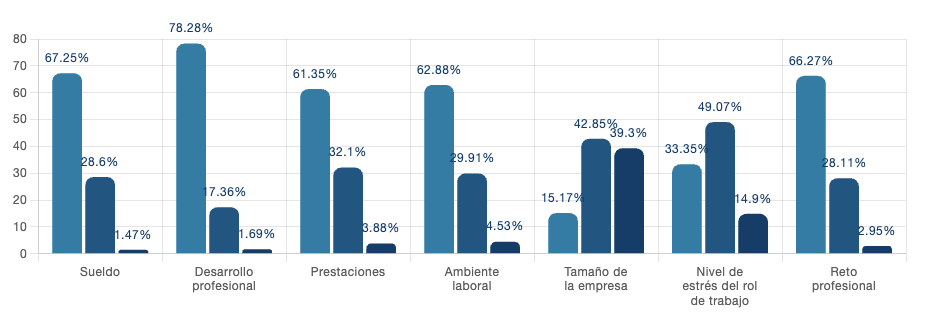 78.28%
80
67.25%
66.27%
70
62.88%
61.35%
60
49.07%
50
42.85%
39.3%
40
33.35%
32.1%
29.91%
28.6%
28.11%
30
17.36%
15.17%
14.9%
20
10
1.47%
1.69%
3.88%
4.53%
2.95%
0
Sueldo
Desarrollo
profesional
Prestaciones
Ambiente
laboral
Tamaño de
la empresa
Nivel de
estrés del rol
de trabajo
Reto
profesional